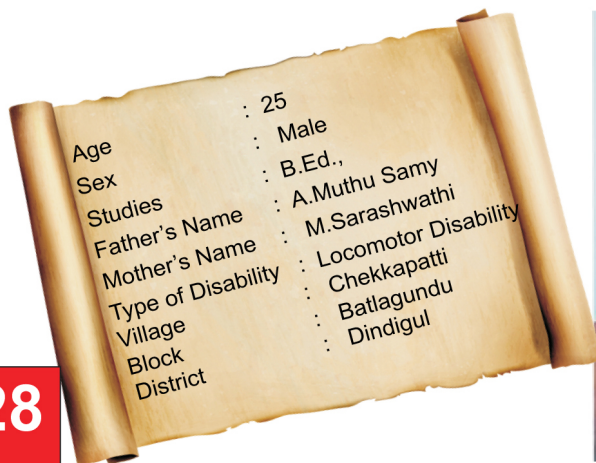 Age : 25
Sex : Male
Studies : B.Ed.,
Father's Name : A.Muthu Samy
Mother's Name : M.Sarashwathi
Type of Disability : Locomotor Disability
Village : Chekkapatti
Block : Batlagundu
District : Dindigul
28